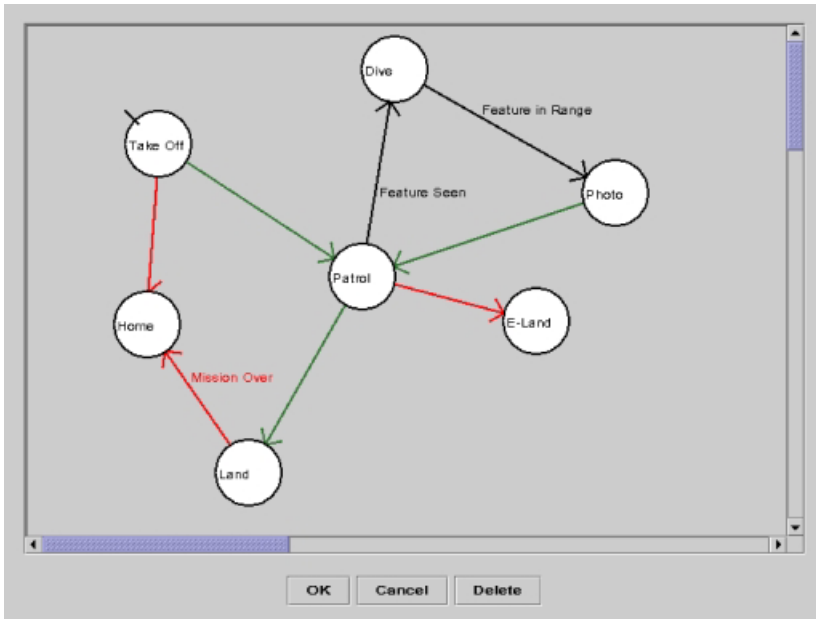 Dive
Feature in Range
Take Off
Feature Seen
Photo
Patrol
Home
E-Land
Mission Over
Land
OK
Cancel
Delete